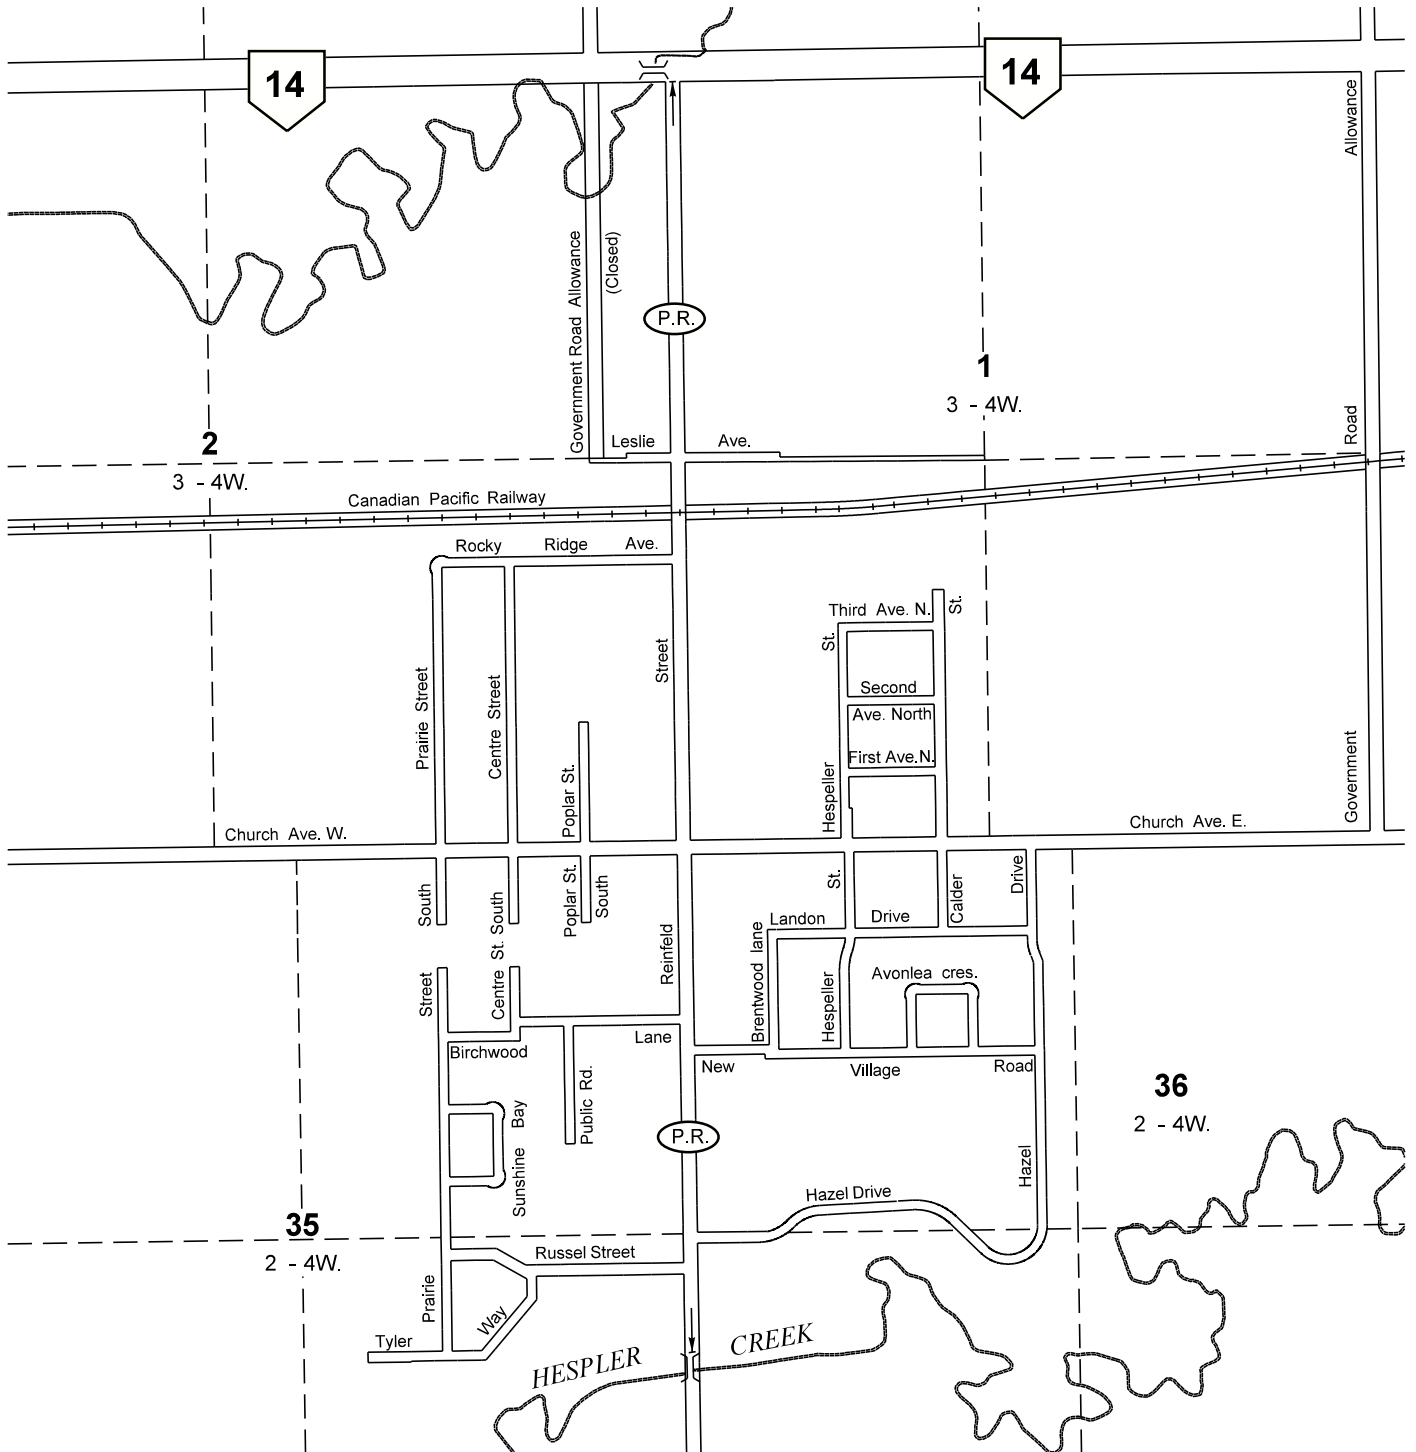 14
14
Allowance
Government Road Allowance
(Closed)
P.R.
1
3 - 4W.
Road
2
3 - 4W.
Leslie Ave.
Canadian Pacific Railway
Rocky Ridge Ave.
Third Ave. N.
St.
St.
Street
Prairie Street
Centre Street
Second
Ave. North
First Ave. N.
Poplar St.
Hespeller
Government
Church Ave. W.
Church Ave. E.
South
Centre St. South
Poplar St.
South
St.
Calder
Drive
Landon Drive
Reinfeld
Brentwood lane
Street
Hespeller
Avonlea cres.
Birchwood
Lane
New Village Road
Public Rd.
Sunshine Bay
P.R.
36
2 - 4W.
Hazel
Hazel Drive
35
2 - 4W.
Russel Street
Prairie
Tyler
Way
HESPLER CREEK